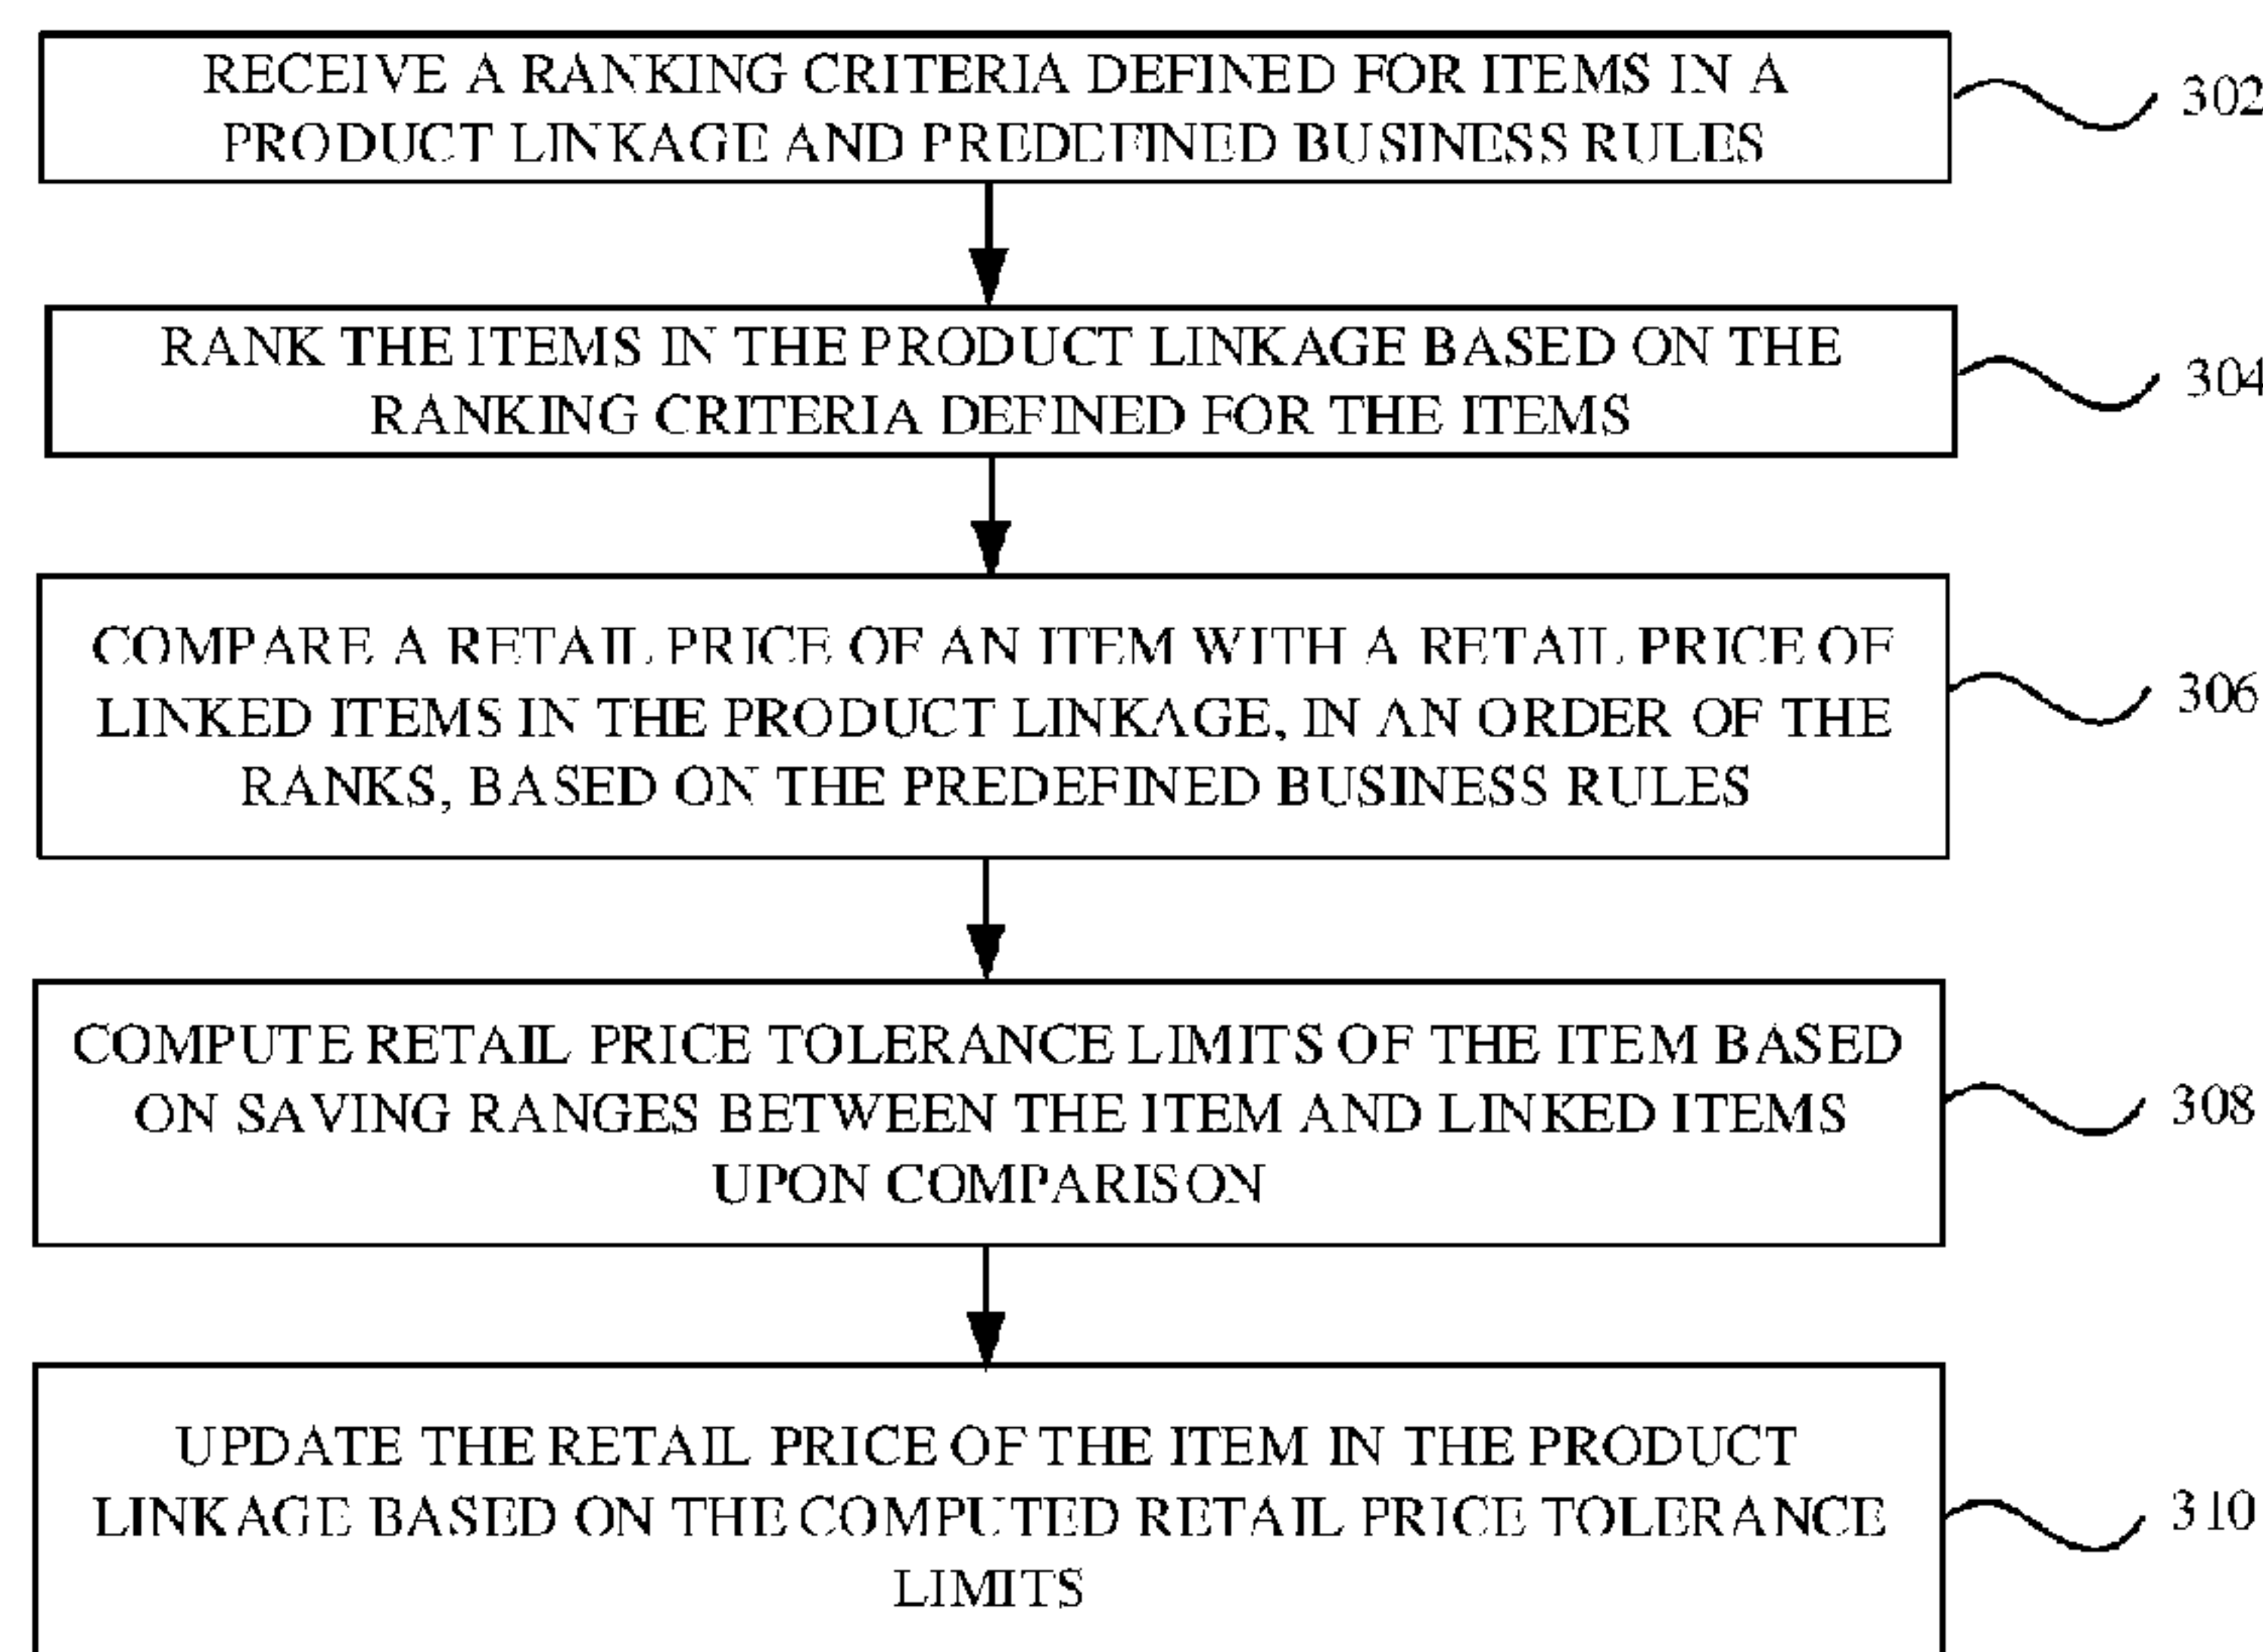 RECEIVE A RANKING CRITERIA DEFINED FOR ITEMS IN A
PRODUCT LINKAGE AND PREDEFINED BUSINESS RULES
302
RANK THE ITEMS IN THE PRODUCT LINKAGE BASED ON THE
RANKING CRITERIA DEFINED FOR THE ITEMS
304
COMPARE A RETAIL PRICE OF AN ITEM WITH A RETAIL PRICE OF
LINKED ITEMS IN THE PRODUCT LINKAGE, IN AN ORDER OF THE
RANKS, BASED ON THE PREDEFINED BUSINESS RULES
306
COMPUTE RETAIL PRICE TOLERANCE LIMITS OF THE ITEM BASED
ON SAVING RANGES BETWEEN THE ITEM AND LINKED ITEMS
UPON COMPARISON
308
UPDATE THE RETAIL PRICE OF THE ITEM IN THE PRODUCT
LINKAGE BASED ON THE COMPUTED RETAIL PRICE TOLERANCE
LIMITS
310